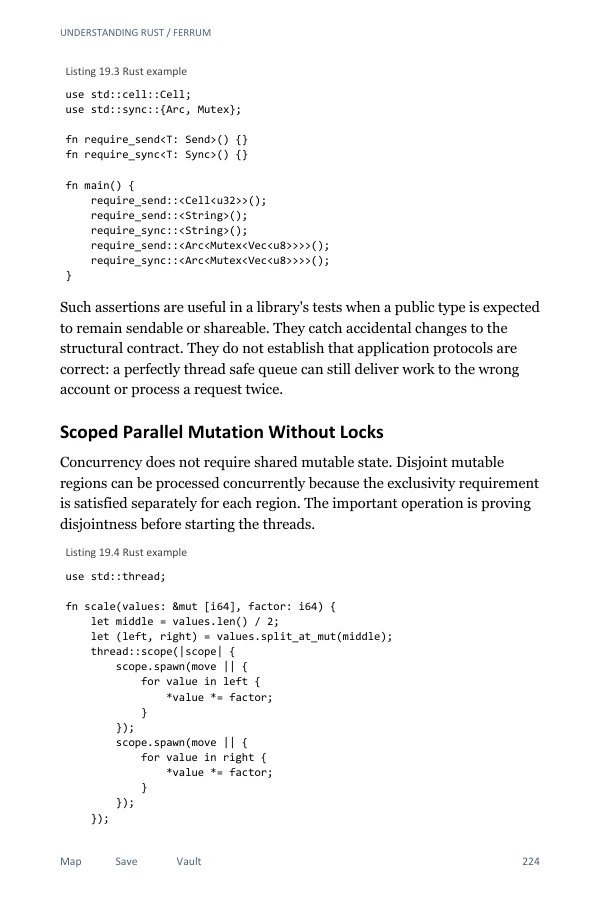 UNDERSTANDING RUST / FERRUM
Listing 19.3 Rust example
use std::cell::Cell;
use std::sync::{Arc, Mutex};
fn require_send<T: Send>() {}
fn require_sync<T: Sync>() {}
fn main() {
    require_send::<Cell<u32>>();
    require_send::<String>();
    require_sync::<String>();
    require_send::<Arc<Mutex<Vec<u8>>>>();
    require_sync::<Arc<Mutex<Vec<u8>>>>();
}
Such assertions are useful in a library's tests when a public type is expected
to remain sendable or shareable. They catch accidental changes to the
structural contract. They do not establish that application protocols are
correct: a perfectly thread safe queue can still deliver work to the wrong
account or process a request twice.
Scoped Parallel Mutation Without Locks
Concurrency does not require shared mutable state. Disjoint mutable
regions can be processed concurrently because the exclusivity requirement
is satisfied separately for each region. The important operation is proving
disjointness before starting the threads.
Listing 19.4 Rust example
use std::thread;
fn scale(values: &mut [i64], factor: i64) {
    let middle = values.len() / 2;
    let (left, right) = values.split_at_mut(middle);
    thread::scope(|scope| {
        scope.spawn(move || {
            for value in left {
                *value *= factor;
            }
        });
        scope.spawn(move || {
            for value in right {
                *value *= factor;
            }
        });
    });
Map Save Vault 224